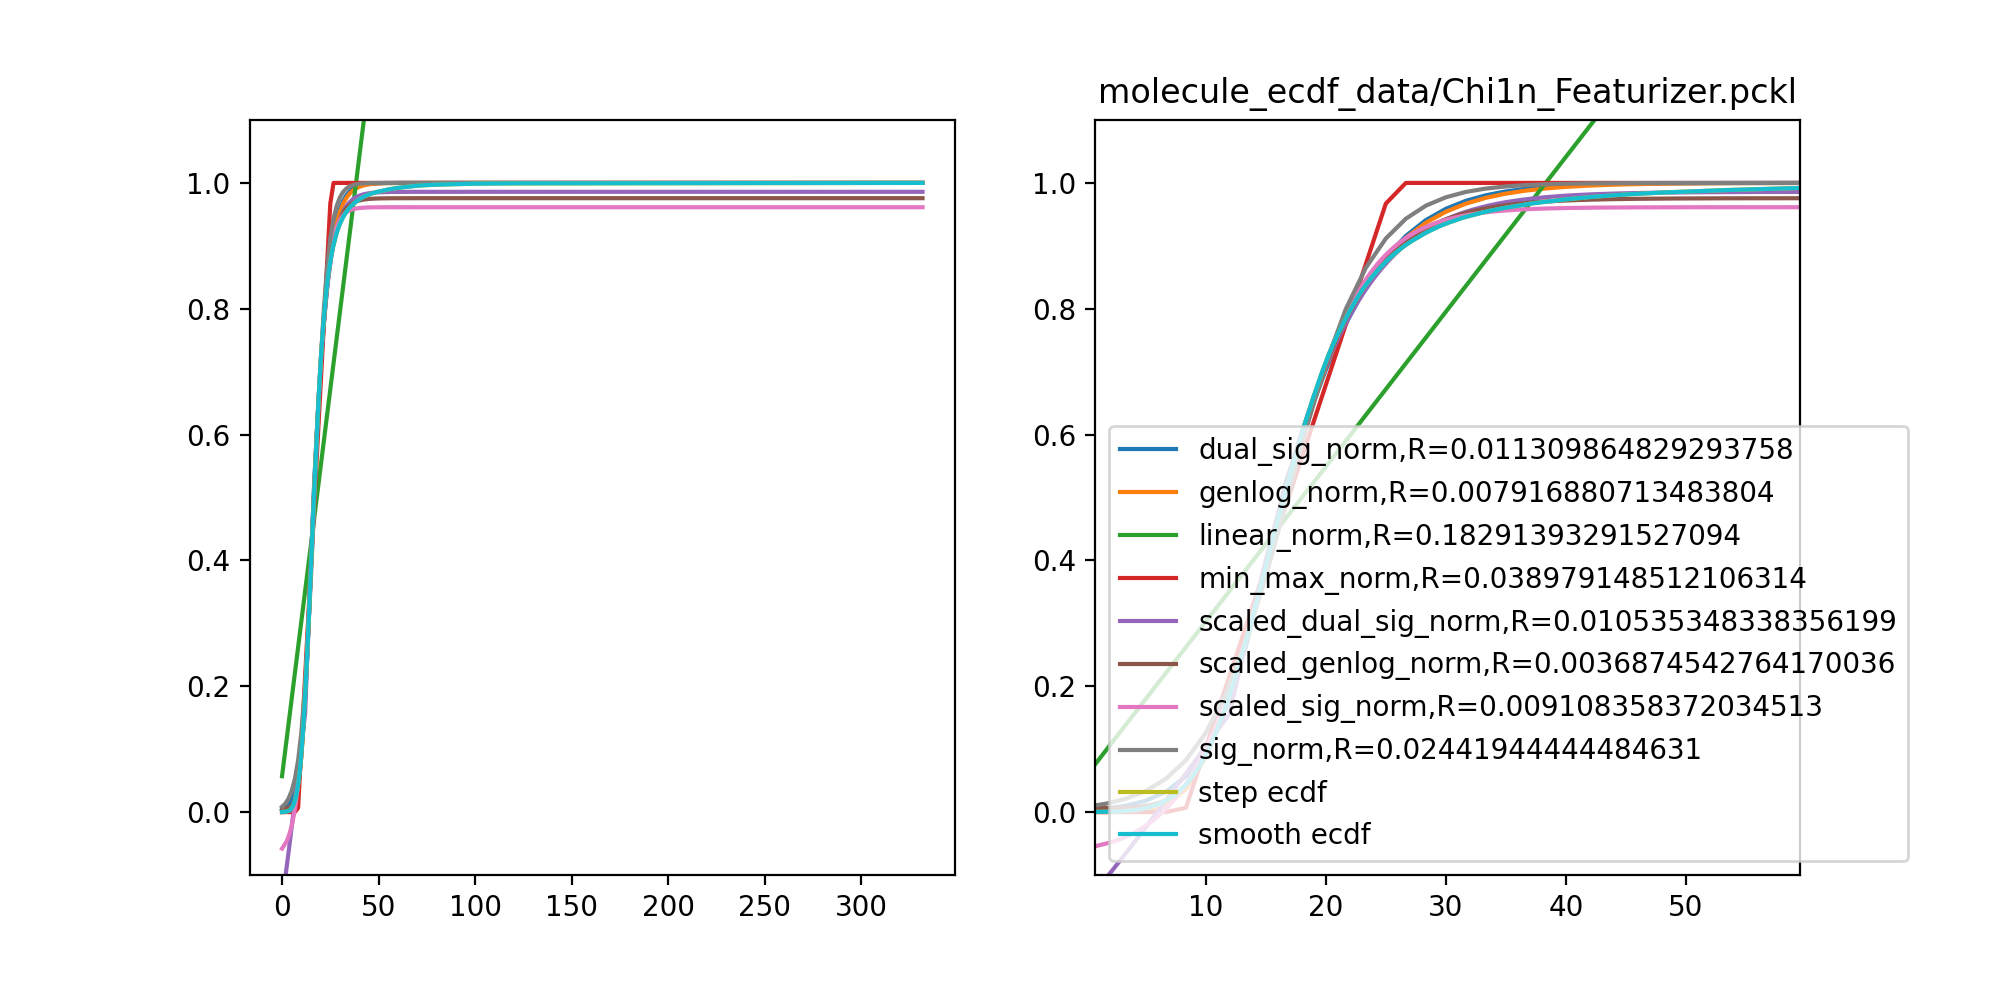 molecule_ecdf_data/Chi1n_Featurizer.pckl
1.0
0.8
0.6
0.4
0.2
0.0
0 50 100 150 200 250 300
1.0
0.8
0.6
0.4
0.2
0.0
10 20 30 40 50
dual_sig_norm,R=0.011309864829293758
genlog_norm,R=0.007916880713483804
linear_norm,R=0.18291393291527094
min_max_norm,R=0.038979148512106314
scaled_dual_sig_norm,R=0.010535348338356199
scaled_genlog_norm,R=0.0036874542764170036
scaled_sig_norm,R=0.009108358372034513
sig_norm,R=0.02441944444484631
step ecdf
smooth ecdf